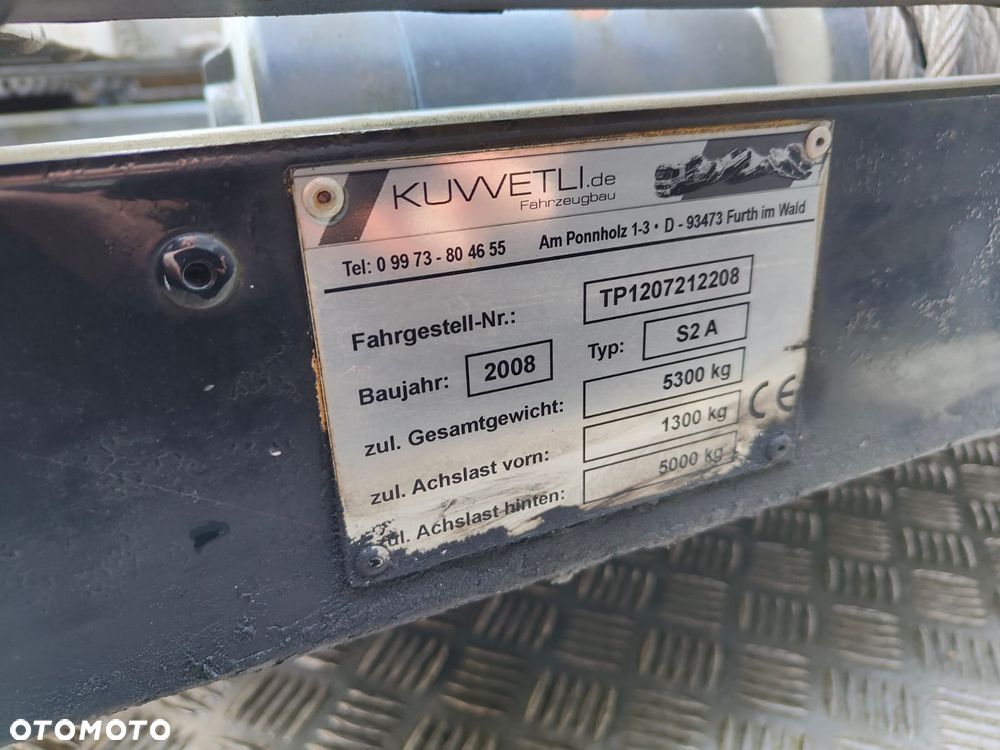 KUVVETLI.de
Fahrzeugbau
Tel: 0 99 73 - 80 46 55 Am Ponnholz 1-3 • D - 93473 Furth im Wald
Fahrgestell-Nr.: TP1207212208
Baujahr: 2008 Typ: S2 A
zul. Gesamtgewicht: 5300 kg
zul. Achslast vorn: 1300 kg
zul. Achslast hinten: 5000 kg
CE
OTOMOTO